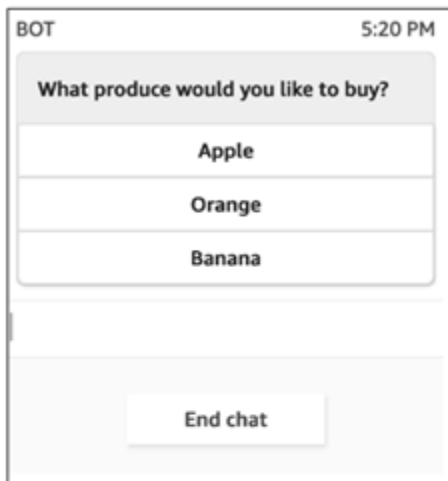 BOT 5:20 PM
What produce would you like to buy?
Apple
Orange
Banana
End chat